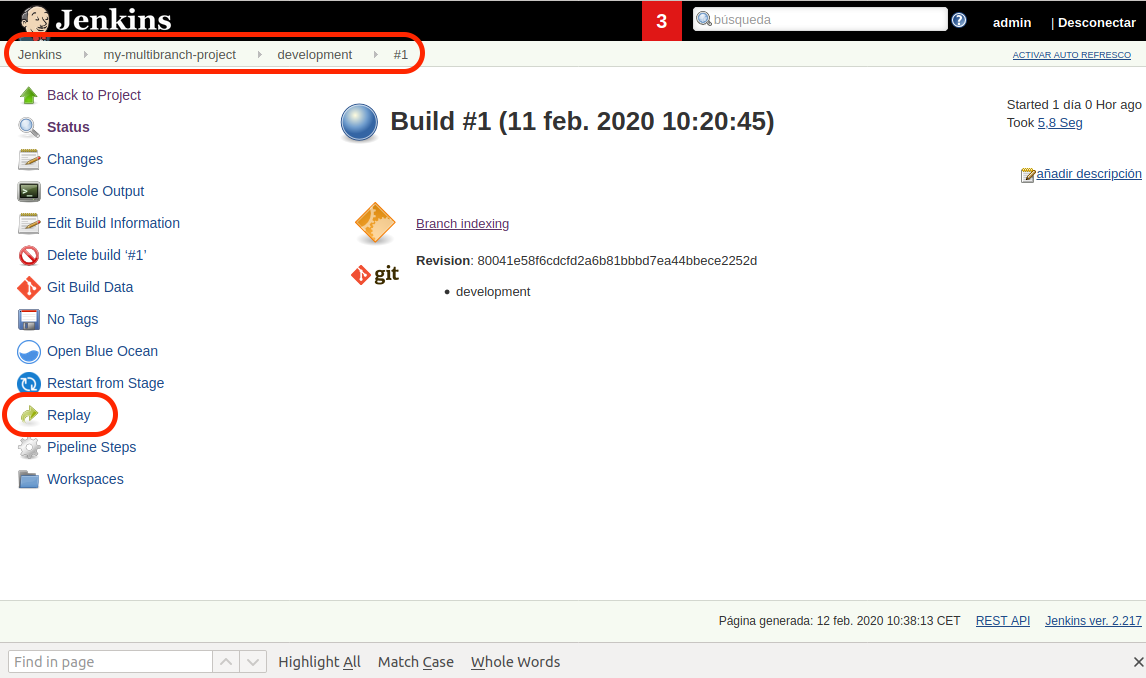 Jenkins
3
búsqueda
?
admin
| Desconectar
Jenkins
my-multibranch-project
development
#1
ACTIVAR AUTO REFRESCO
Back to Project
Status
Changes
Console Output
Edit Build Information
Delete build ‘#1’
Git Build Data
No Tags
Open Blue Ocean
Restart from Stage
Replay
Pipeline Steps
Workspaces
Build #1 (11 feb. 2020 10:20:45)
Started 1 día 0 Hor ago
Took 5,8 Seg
añadir descripción
Branch indexing
git
Revision: 80041e58f6cdcfd2a6b81bbbd7ea44bbece2252d
• development
Página generada: 12 feb. 2020 10:38:13 CET
REST API
Jenkins ver. 2.217
Find in page
Highlight All
Match Case
Whole Words